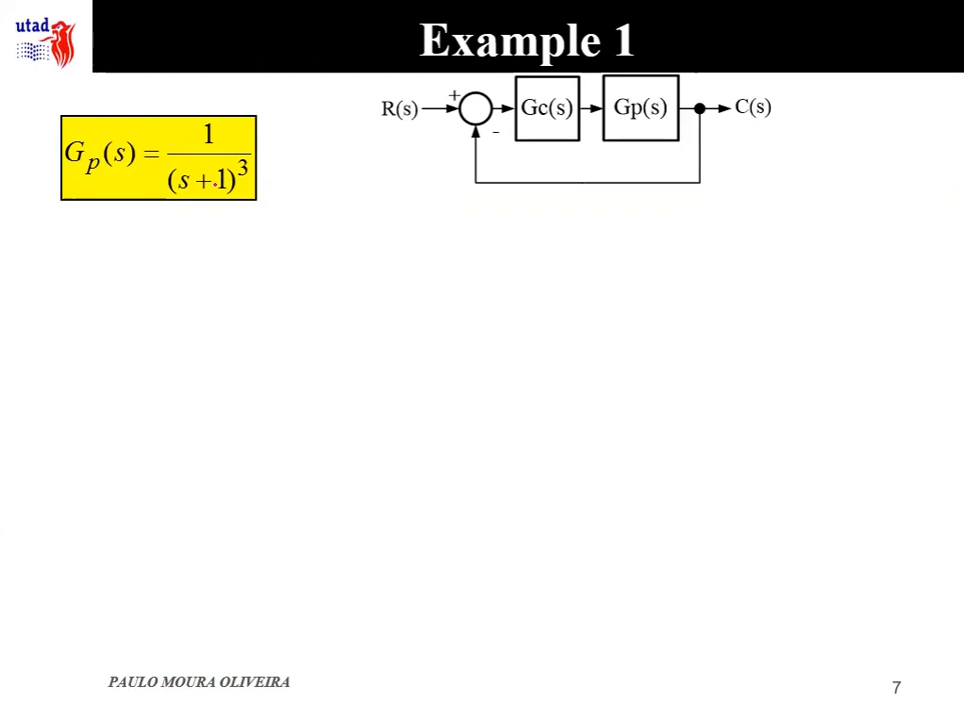 utad
Example 1
R(s) + - Gc(s) Gp(s) C(s)
G_p(s) = 1/(s+1)^3
PAULO MOURA OLIVEIRA
7